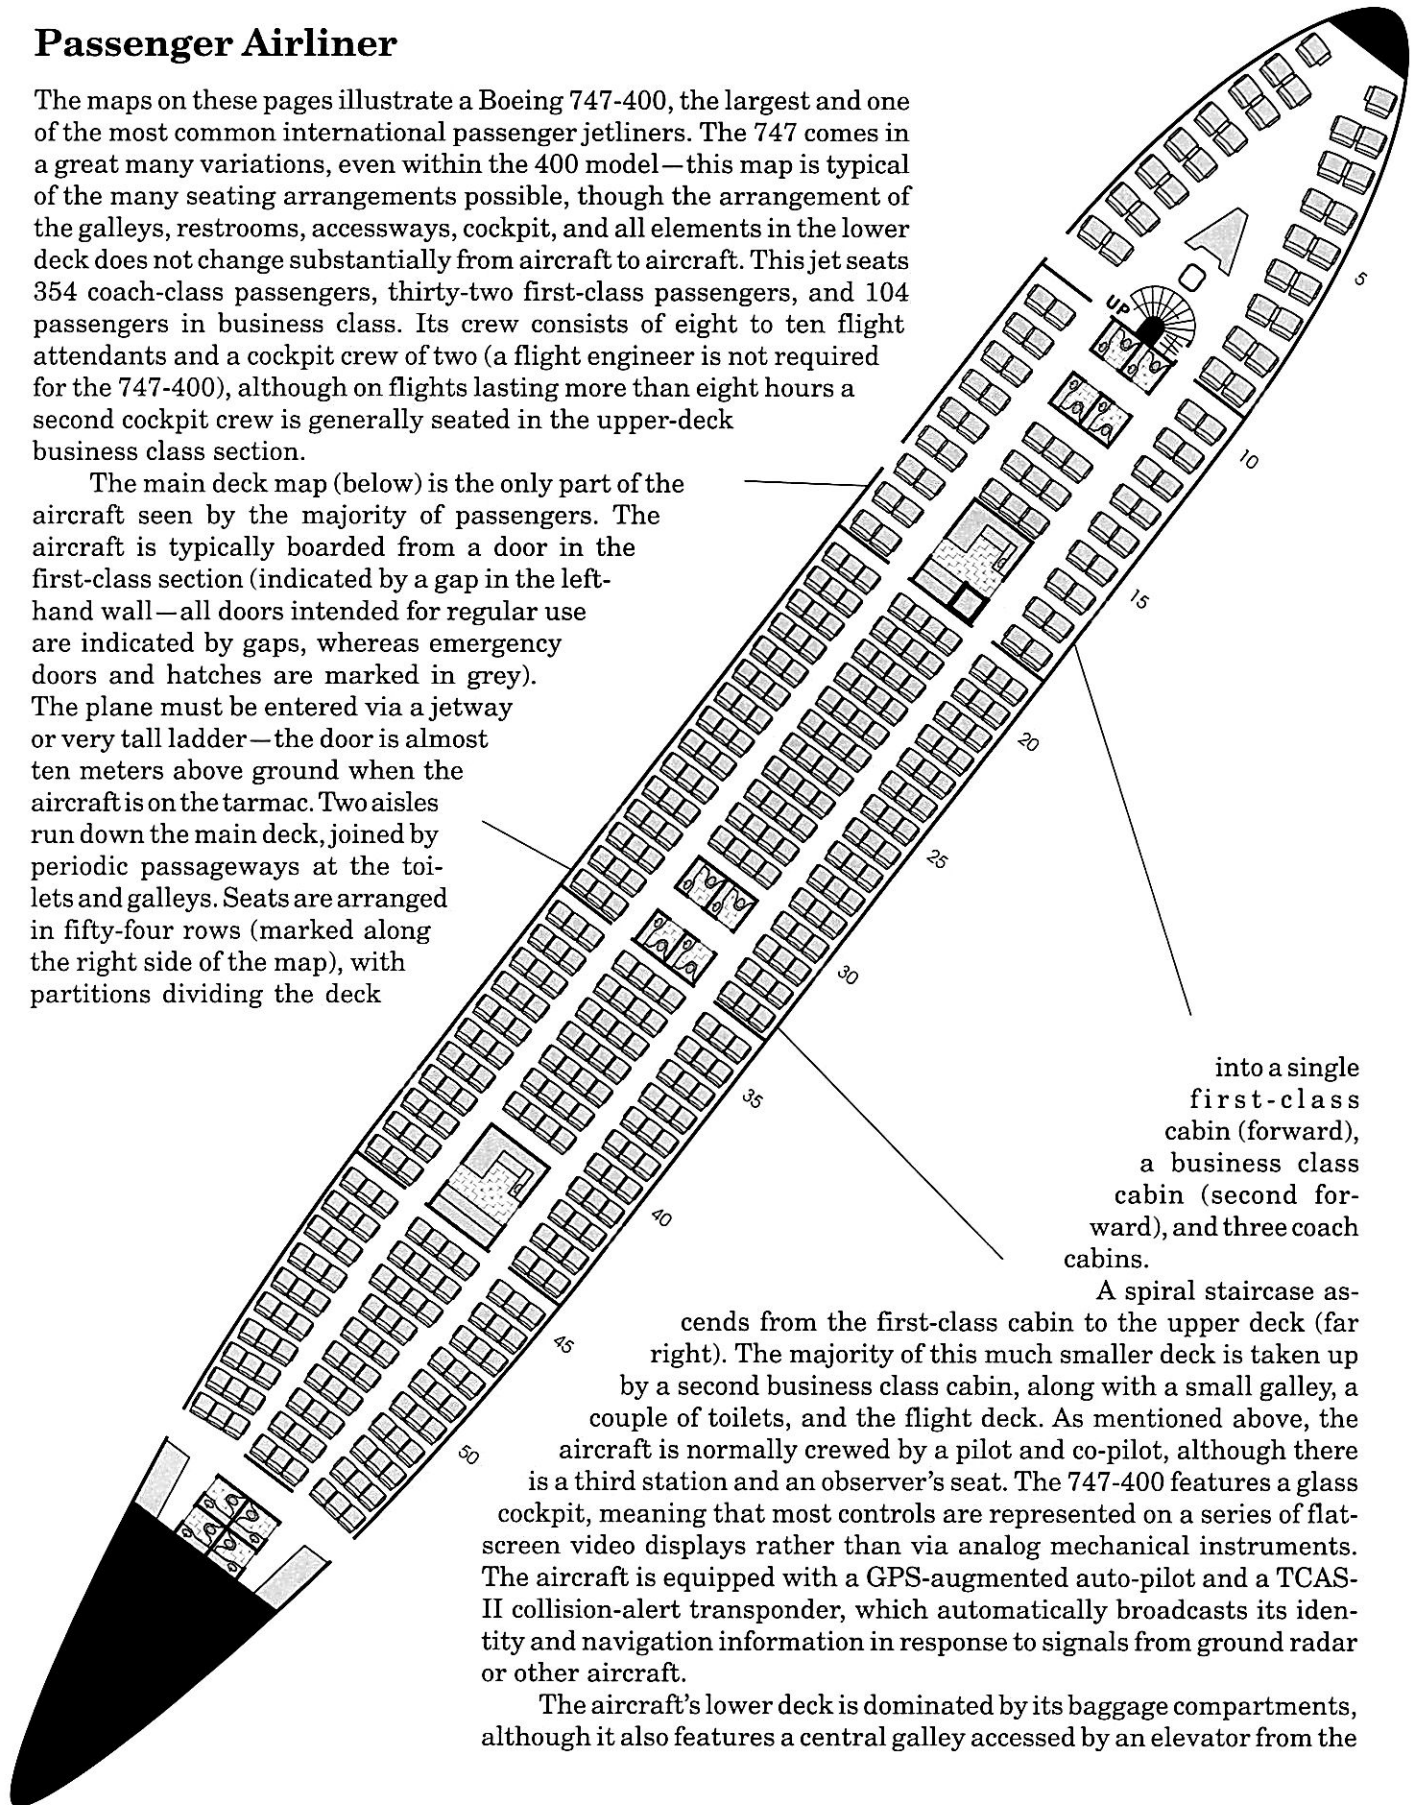 Passenger Airliner
The maps on these pages illustrate a Boeing 747-400, the largest and one
of the most common international passenger jetliners. The 747 comes in
a great many variations, even within the 400 model—this map is typical
of the many seating arrangements possible, though the arrangement of
the galleys, restrooms, accessways, cockpit, and all elements in the lower
deck does not change substantially from aircraft to aircraft. This jet seats
354 coach-class passengers, thirty-two first-class passengers, and 104
passengers in business class. Its crew consists of eight to ten flight
attendants and a cockpit crew of two (a flight engineer is not required
for the 747-400), although on flights lasting more than eight hours a
second cockpit crew is generally seated in the upper-deck
business class section.
The main deck map (below) is the only part of the
aircraft seen by the majority of passengers. The
aircraft is typically boarded from a door in the
first-class section (indicated by a gap in the left-
hand wall—all doors intended for regular use
are indicated by gaps, whereas emergency
doors and hatches are marked in grey).
The plane must be entered via a jetway
or very tall ladder—the door is almost
ten meters above ground when the
aircraft is on the tarmac. Two aisles
run down the main deck, joined by
periodic passageways at the toi-
lets and galleys. Seats are arranged
in fifty-four rows (marked along
the right side of the map), with
partitions dividing the deck
UP
5
10
15
20
25
30
35
40
45
50
into a single
first-class
cabin (forward),
a business class
cabin (second for-
ward), and three coach
cabins.
A spiral staircase as-
cends from the first-class cabin to the upper deck (far
right). The majority of this much smaller deck is taken up
by a second business class cabin, along with a small galley, a
couple of toilets, and the flight deck. As mentioned above, the
aircraft is normally crewed by a pilot and co-pilot, although there
is a third station and an observer's seat. The 747-400 features a glass
cockpit, meaning that most controls are represented on a series of flat-
screen video displays rather than via analog mechanical instruments.
The aircraft is equipped with a GPS-augmented auto-pilot and a TCAS-
II collision-alert transponder, which automatically broadcasts its iden-
tity and navigation information in response to signals from ground radar
or other aircraft.
The aircraft's lower deck is dominated by its baggage compartments,
although it also features a central galley accessed by an elevator from the